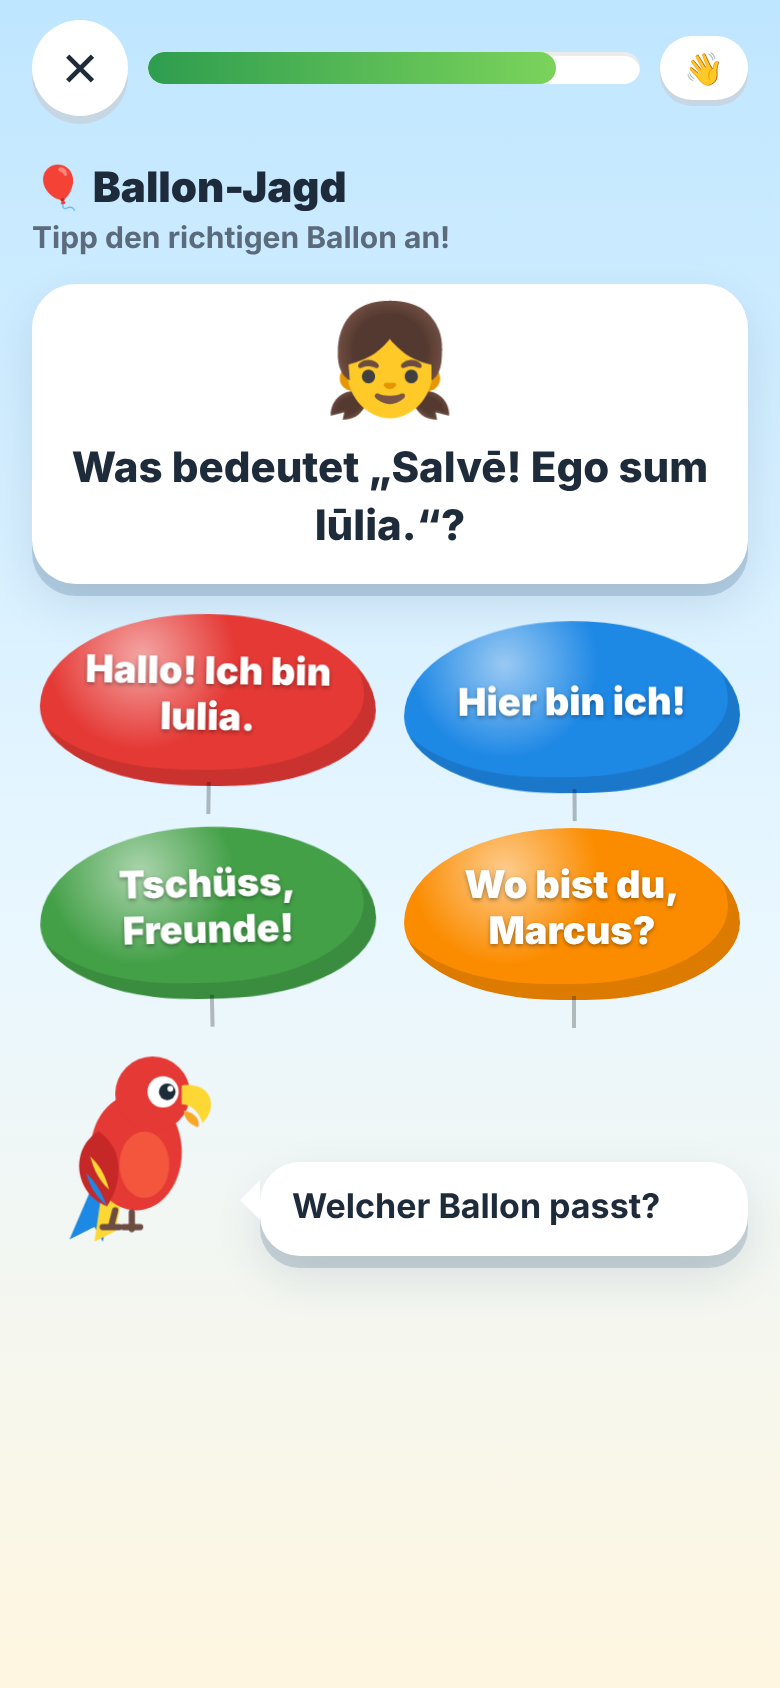 Ballon-Jagd
Tipp den richtigen Ballon an!
Was bedeutet „Salvē! Ego sum
Iūlia.“?
Hallo! Ich bin
Iulia.
Hier bin ich!
Tschüss,
Freunde!
Wo bist du,
Marcus?
Welcher Ballon passt?